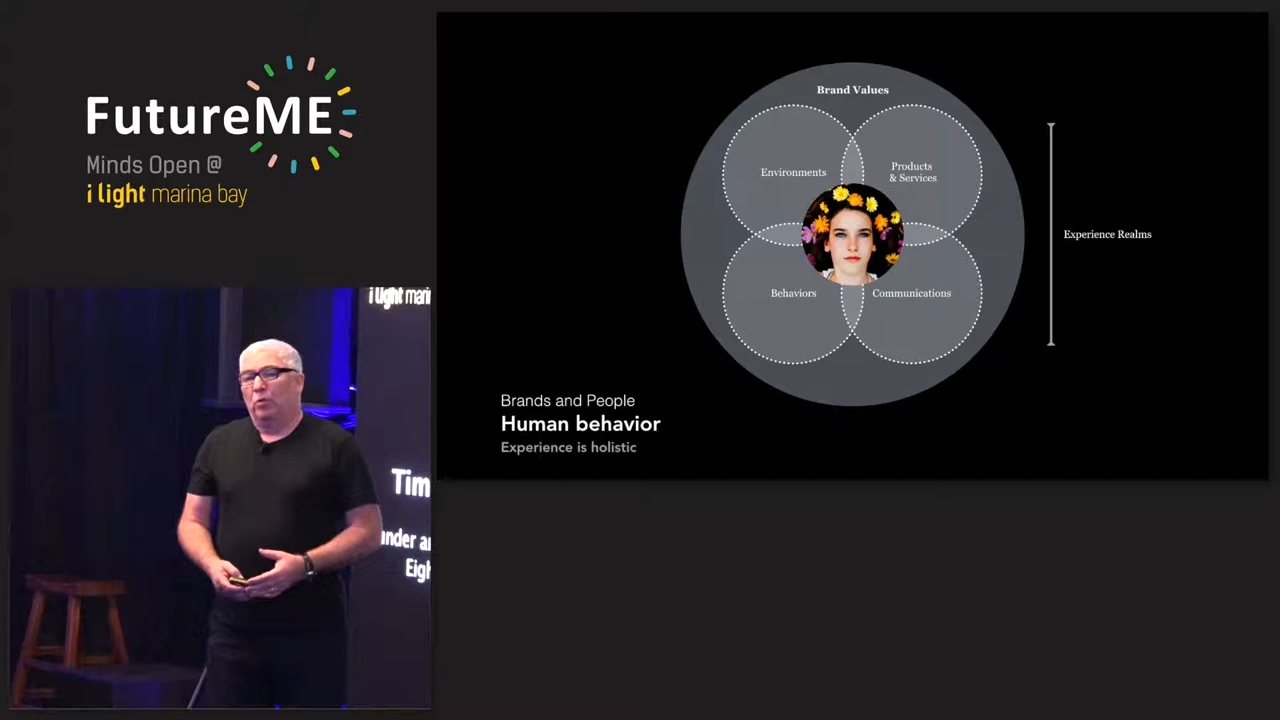 FutureME
Minds Open @
i light marina bay
i light mari
Tim
under a
Eigh
Brand Values
Environments
Products
& Services
Behaviors
Communications
Experience Realms
Brands and People
Human behavior
Experience is holistic